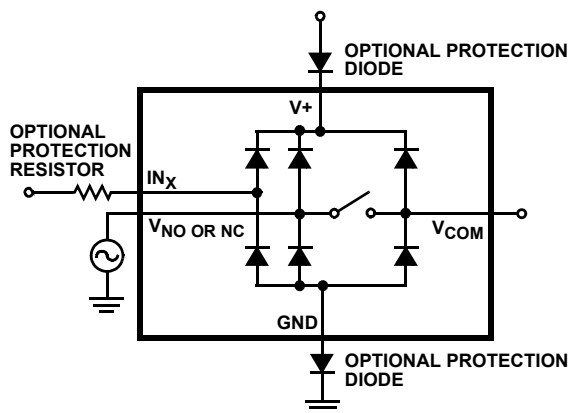 OPTIONAL PROTECTION
DIODE
V+
OPTIONAL
PROTECTION
RESISTOR
INX
VNO OR NC
VCOM
GND
OPTIONAL PROTECTION
DIODE